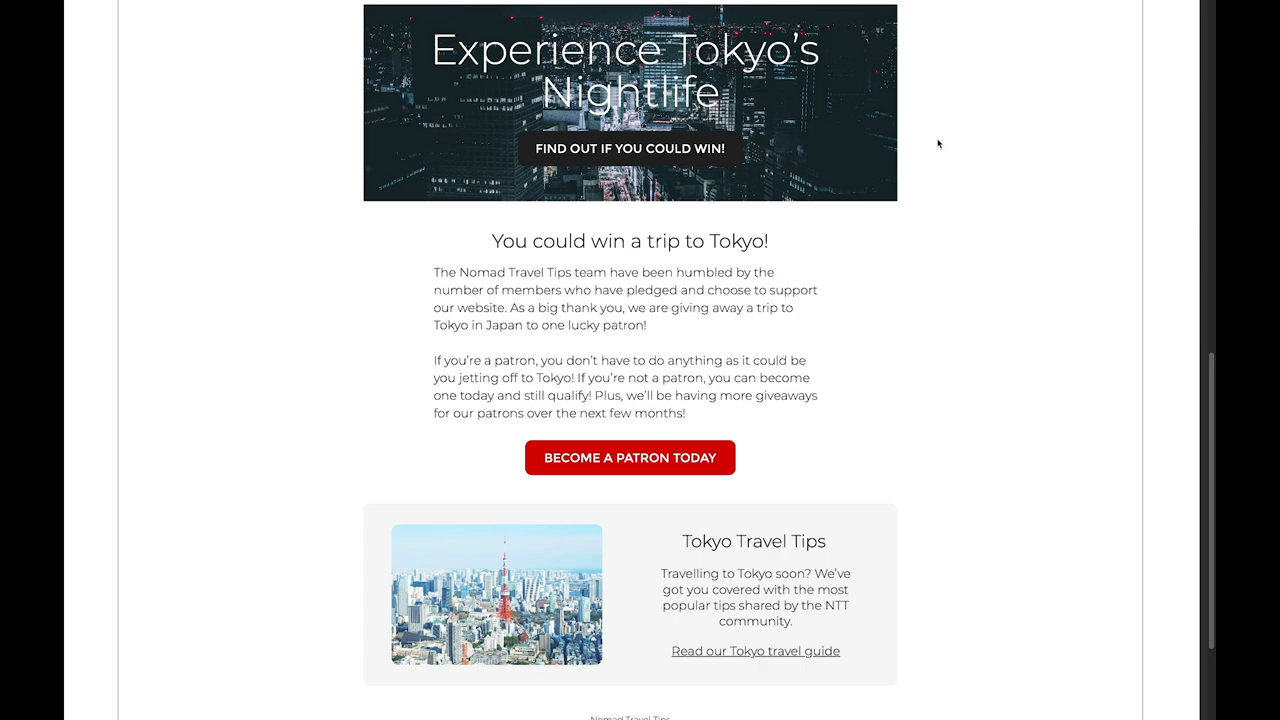 Experience Tokyo's
Nightlife
FIND OUT IF YOU COULD WIN!
You could win a trip to Tokyo!
The Nomad Travel Tips team have been humbled by the
number of members who have pledged and choose to support
our website. As a big thank you, we are giving away a trip to
Tokyo in Japan to one lucky patron!
If you're a patron, you don't have to do anything as it could be
you jetting off to Tokyo! If you're not a patron, you can become
one today and still qualify! Plus, we'll be having more giveaways
for our patrons over the next few months!
BECOME A PATRON TODAY
Tokyo Travel Tips
Travelling to Tokyo soon? We've
got you covered with the most
popular tips shared by the NTT
community.
Read our Tokyo travel guide
Nomad Travel Tips